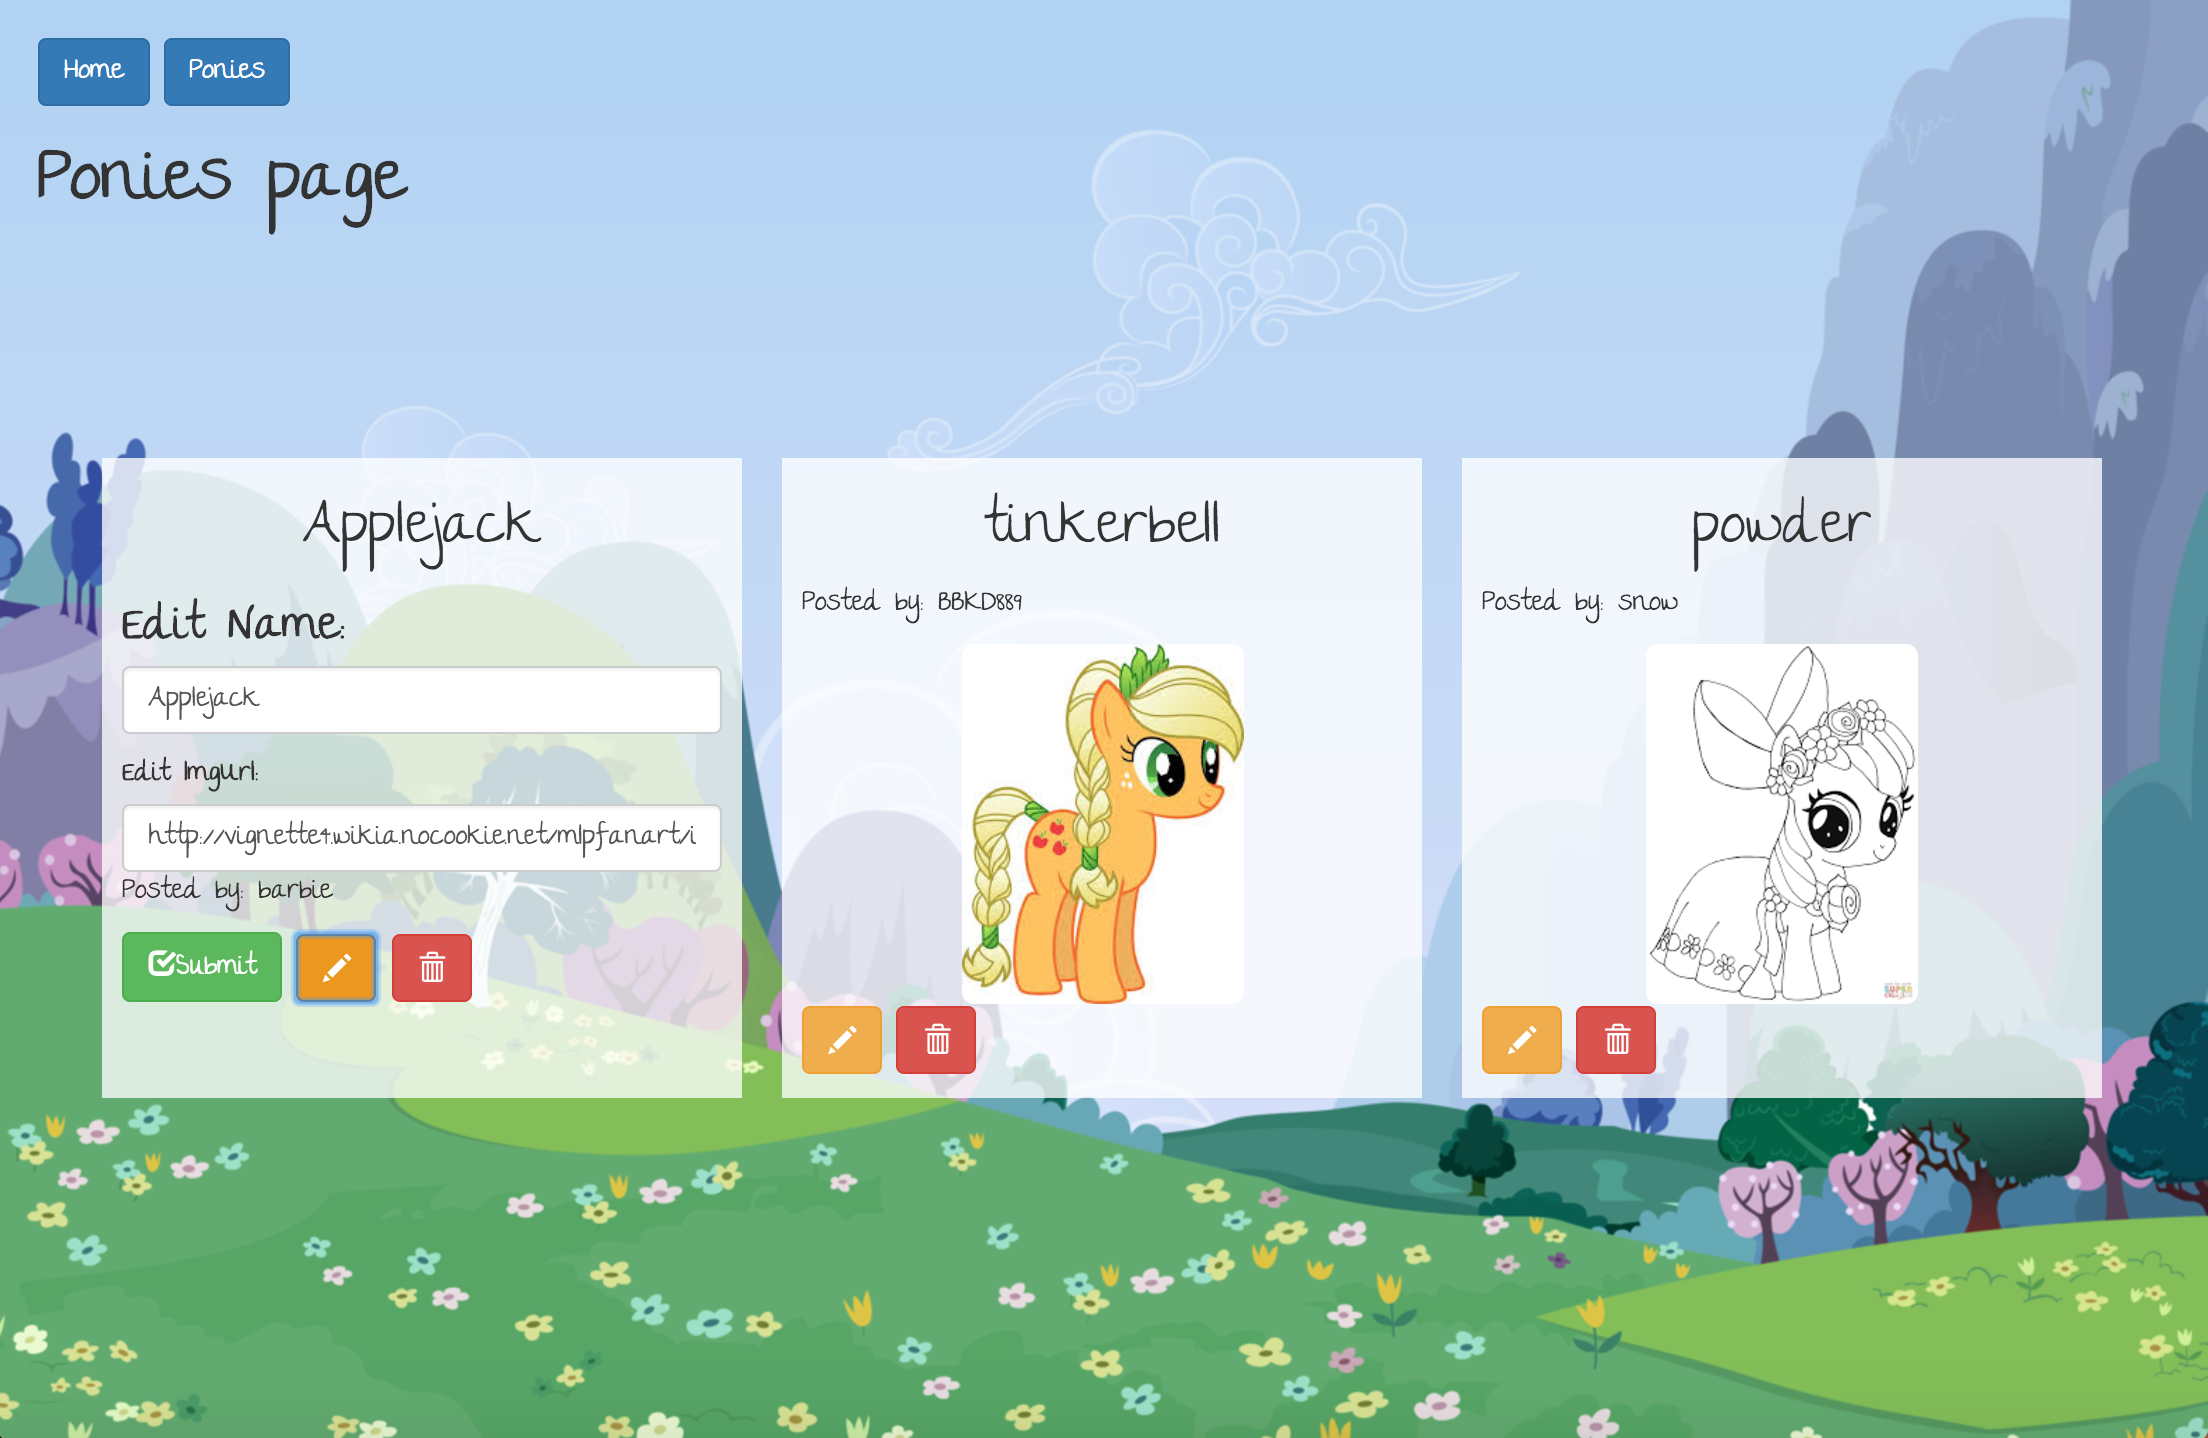 Home Ponies
Ponies page
Applejack
Edit Name:
Applejack
Edit Imgurl:
http://vignette4.wikia.nocookie.net/mlpfanart/i
Posted by: barbie
Submit
tinkerbell
Posted by: BBKD889
powder
Posted by: snow